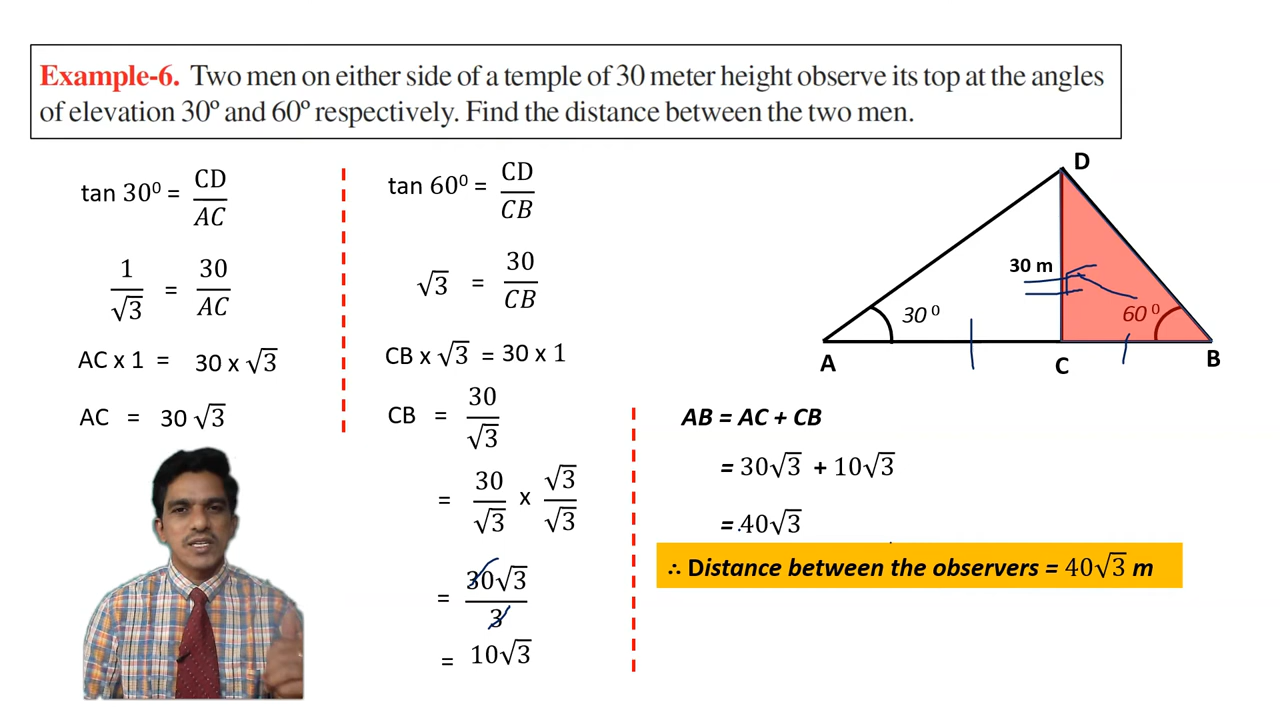 Example-6. Two men on either side of a temple of 30 meter height observe its top at the angles
of elevation 30º and 60º respectively. Find the distance between the two men.
tan 30⁰ = CD/AC
1/√3 = 30/AC
AC x 1 = 30 x √3
AC = 30 √3
tan 60⁰ = CD/CB
√3 = 30/CB
CB x √3 = 30 x 1
CB = 30/√3
= 30/√3 x √3/√3
= 30√3/3
= 10√3
D
30 m
30 ⁰
60 ⁰
A
C
B
AB = AC + CB
= 30√3 + 10√3
= 40√3
∴ Distance between the observers = 40√3 m